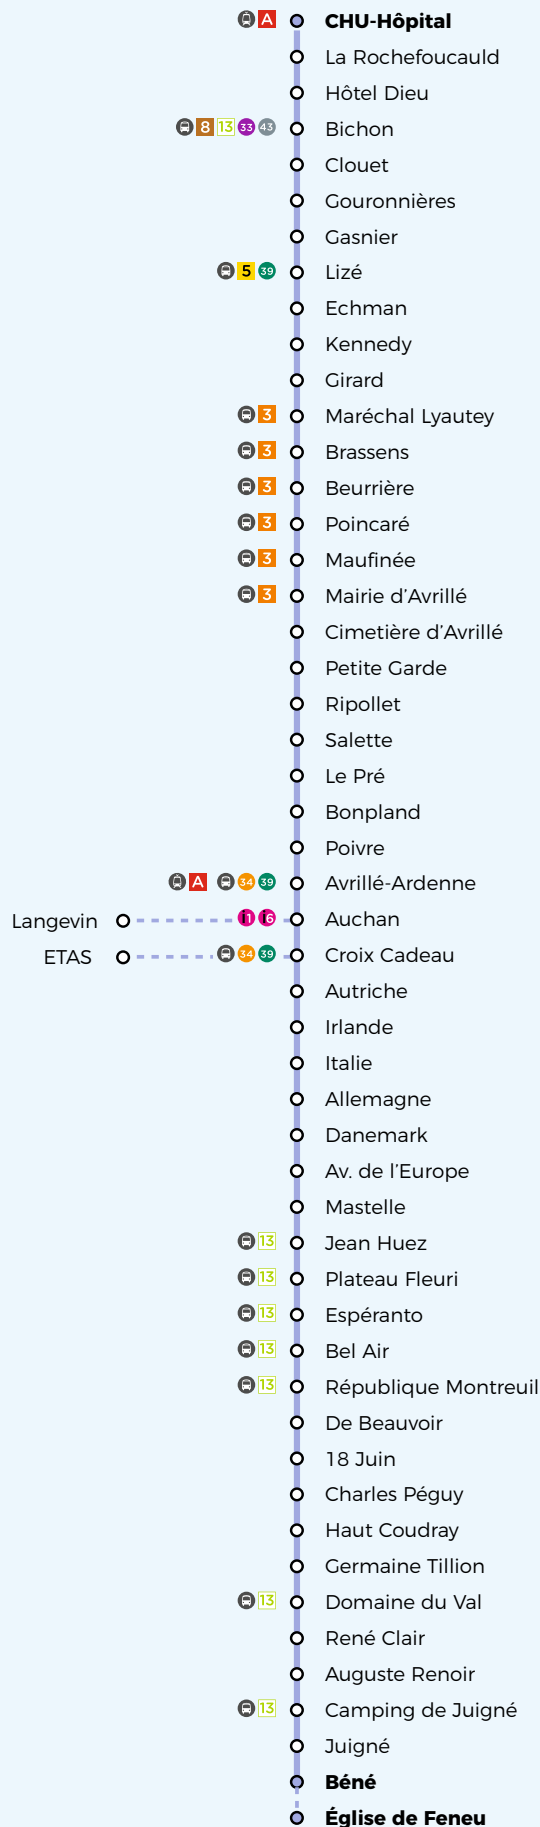 A CHU-Hôpital
La Rochefoucauld
Hôtel Dieu
8 13 33 43 Bichon
Clouet
Gouronnières
Gasnier
5 39 Lizé
Echman
Kennedy
Girard
3 Maréchal Lyautey
3 Brassens
3 Beurrière
3 Poincaré
3 Maufinée
3 Mairie d'Avrillé
Cimetière d'Avrillé
Petite Garde
Ripollet
Salette
Le Pré
Bonpland
Poivre
A 34 39 Avrillé-Ardenne
Langevin I1 I6 Auchan
ETAS 34 39 Croix Cadeau
Autriche
Irlande
Italie
Allemagne
Danemark
Av. de l'Europe
Mastelle
13 Jean Huez
13 Plateau Fleuri
13 Espéranto
13 Bel Air
13 République Montreuil
De Beauvoir
18 Juin
Charles Péguy
Haut Coudray
Germaine Tillion
13 Domaine du Val
René Clair
Auguste Renoir
13 Camping de Juigné
Juigné
Béné
Église de Feneu